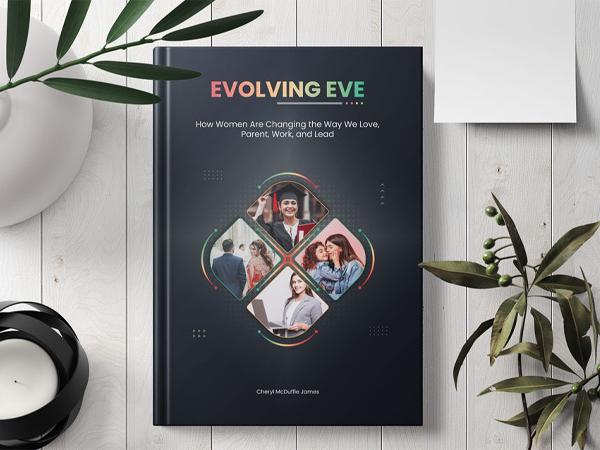 EVOLVING EVE
How Women Are Changing the Way We Love,
Parent, Work, and Lead
Cheryl McDuffie James